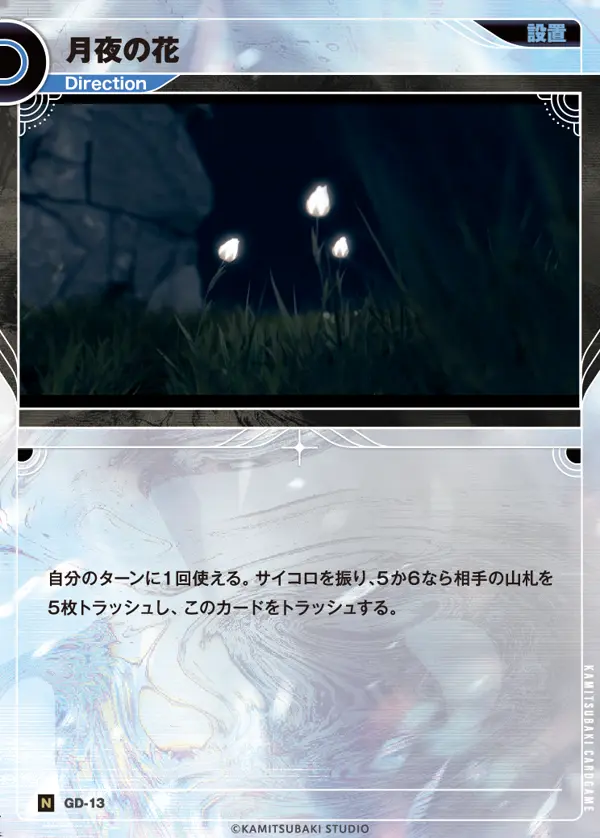 月夜の花
設置
Direction
自分のターンに1回使える。サイコロを振り、5か6なら相手の山札を
5枚トラッシュし、このカードをトラッシュする。
KAMITSUBAKI CARDGAME
N GD-13
©KAMITSUBAKI STUDIO